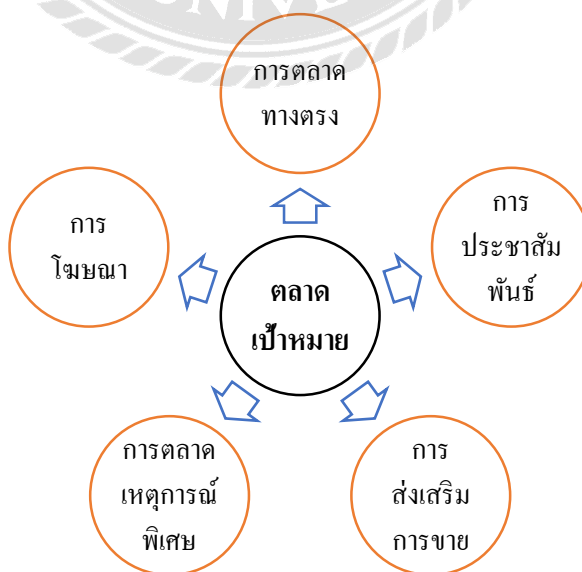 การตลาด
ทางตรง
การ
ประชาสัม
พันธ์
การ
โฆษณา
ตลาด
เป้าหมาย
การตลาด
เหตุการณ์
พิเศษ
การ
ส่งเสริม
การขาย